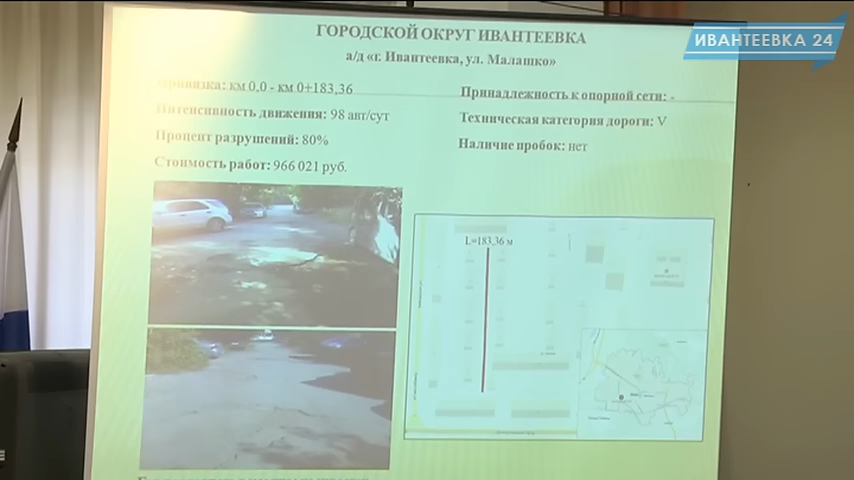 ИВАНТЕЕВКА 24
ГОРОДСКОЙ ОКРУГ ИВАНТЕЕВКА
а/д «г. Ивантеевка, ул. Малашко»
Привязка: км 0,0 - км 0+183,36
Интенсивность движения: 98 авт/сут
Процент разрушений: 80%
Стоимость работ: 966 021 руб.
Принадлежность к опорной сети: -
Техническая категория дороги: V
Наличие пробок: нет
L=183,36 м